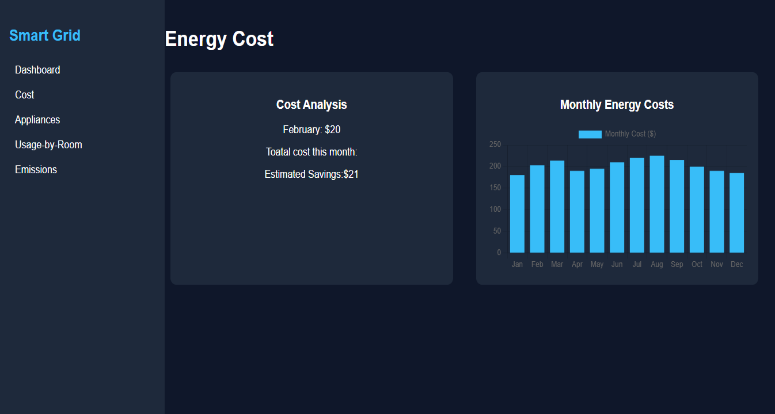 Smart Grid
Dashboard
Cost
Appliances
Usage-by-Room
Emissions
Energy Cost
Cost Analysis
February: $20
Toatal cost this month:
Estimated Savings:$21
Monthly Energy Costs
Monthly Cost ($)
250
200
150
100
50
0
Jan Feb Mar Apr May Jun Jul Aug Sep Oct Nov Dec